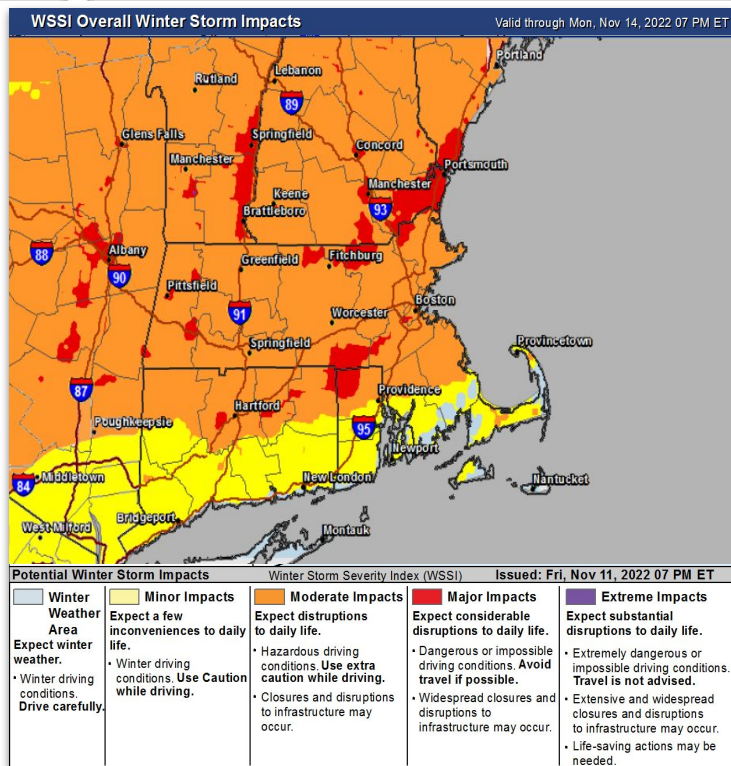 WSSI Overall Winter Storm Impacts
Valid through Mon, Nov 14, 2022 07 PM ET
Portland
Lebanon
Rutland
89
Glens Falls
Springfield
Concord
Manchester
Portsmouth
Manchester
Keene
93
Brattleboro
88
Albany
Greenfield
Fitchburg
90
Pittsfield
Boston
91
Worcester
Springfield
Provincetown
87
Providence
Hartford
Poughkeepsie
95
Newport
Middletown
84
New London
Nantucket
Bridgeport
West Milford
Montauk
Potential Winter Storm Impacts
Winter Storm Severity Index (WSSI)
Issued: Fri, Nov 11, 2022 07 PM ET
Winter
Weather
Area
Expect winter
weather.
• Winter driving
conditions.
Drive carefully.
Minor Impacts
Expect a few
inconveniences to daily
life.
• Winter driving
conditions. Use Caution
while driving.
Moderate Impacts
Expect distruptions
to daily life.
• Hazardous driving
conditions. Use extra
caution while driving.
• Closures and disruptions
to infrastructure may
occur.
Major Impacts
Expect considerable
disruptions to daily life.
• Dangerous or impossible
driving conditions. Avoid
travel if possible.
• Widespread closures and
disruptions to
infrastructure may occur.
Extreme Impacts
Expect substantial
disruptions to daily life.
• Extremely dangerous or
impossible driving conditions.
Travel is not advised.
• Extensive and widespread
closures and disruptions
to infrastructure may occur.
• Life-saving actions may be
needed.